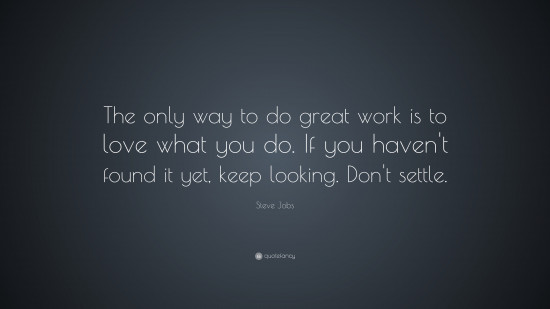 The only way to do great work is to
love what you do. If you haven't
found it yet, keep looking. Don't settle.
Steve Jobs
quotefancy